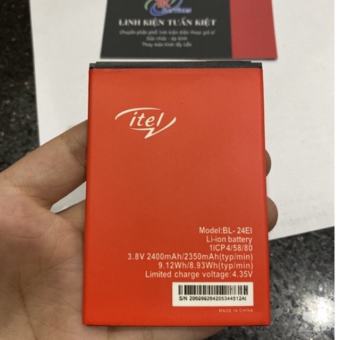 LINH KIỆN TUẤN KIỆT
itel
Model:BL- 24EI
Li-ion battery
1ICP4/58/80
3.8V 2400mAh/2350mAh(typ/min)
9.12Wh/8.93Wh(typ/min)
Limited charge voltage:4.35V
MADE IN CHINA